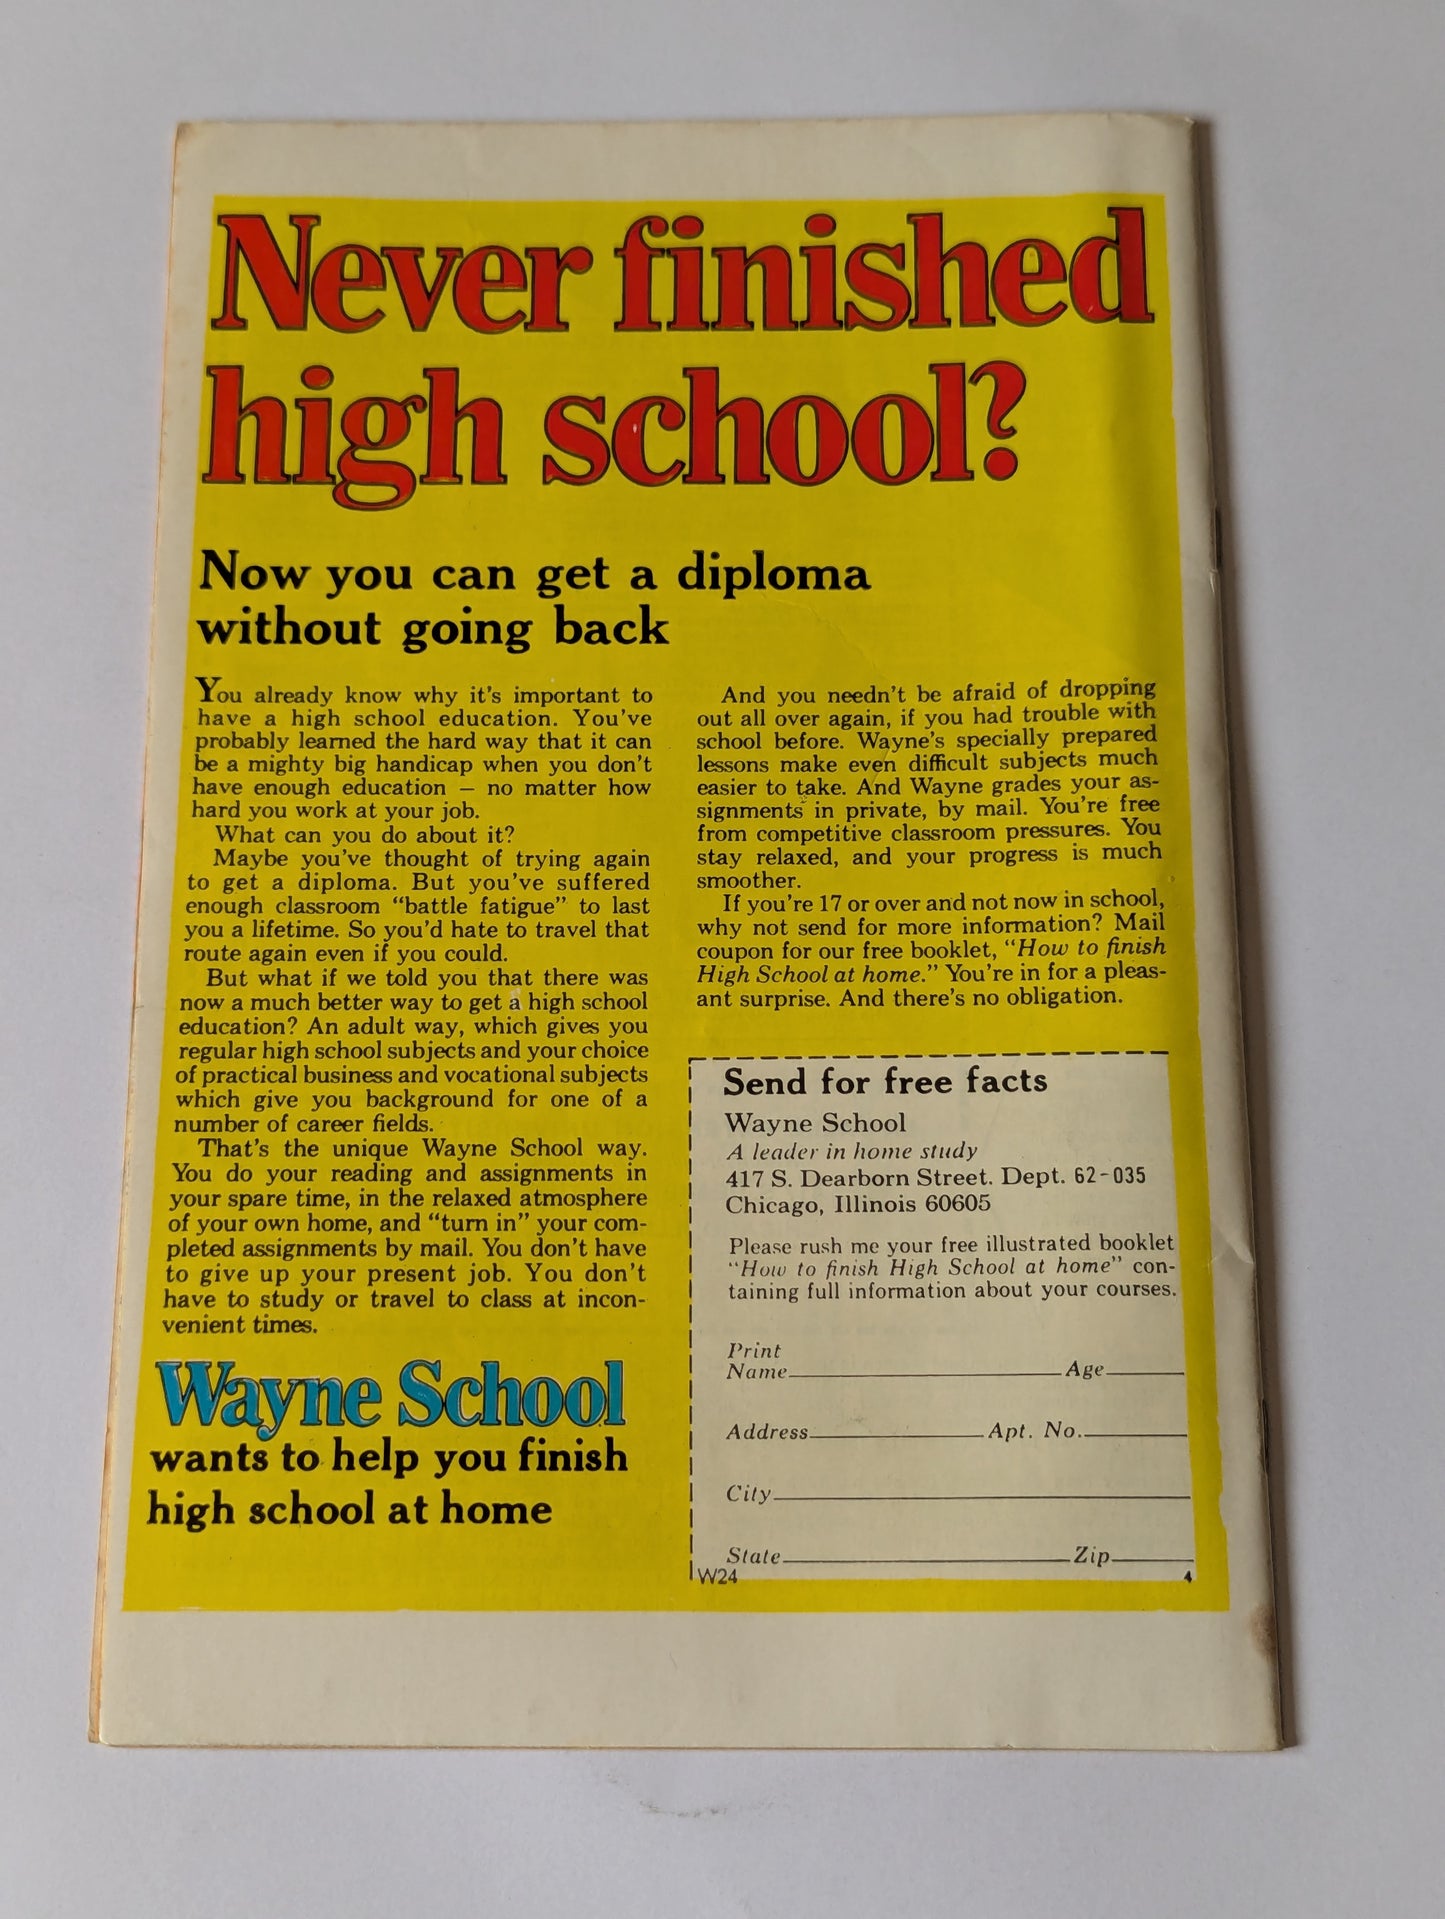 Never finished
high school?
Now you can get a diploma
without going back
You already know why it's important to
have a high school education. You've
probably learned the hard way that it can
be a mighty big handicap when you don't
have enough education — no matter how
hard you work at your job.
What can you do about it?
Maybe you've thought of trying again
to get a diploma. But you've suffered
enough classroom "battle fatigue" to last
you a lifetime. So you'd hate to travel that
route again even if you could.
But what if we told you that there was
now a much better way to get a high school
education? An adult way, which gives you
regular high school subjects and your choice
of practical business and vocational subjects
which give you background for one of a
number of career fields.
That's the unique Wayne School way.
You do your reading and assignments in
your spare time, in the relaxed atmosphere
of your own home, and "turn in" your com-
pleted assignments by mail. You don't have
to give up your present job. You don't
have to study or travel to class at incon-
venient times.
Wayne School
wants to help you finish
high school at home
And you needn't be afraid of dropping
out all over again, if you had trouble with
school before. Wayne's specially prepared
lessons make even difficult subjects much
easier to take. And Wayne grades your as-
signments in private, by mail. You're free
from competitive classroom pressures. You
stay relaxed, and your progress is much
smoother.
If you're 17 or over and not now in school,
why not send for more information? Mail
coupon for our free booklet, "How to finish
High School at home." You're in for a pleas-
ant surprise. And there's no obligation.
Send for free facts
Wayne School
A leader in home study
417 S. Dearborn Street. Dept. 62-035
Chicago, Illinois 60605
Please rush me your free illustrated booklet
"How to finish High School at home" con-
taining full information about your courses.
Print
Name Age
Address Apt. No.
City
State Zip
W24 4